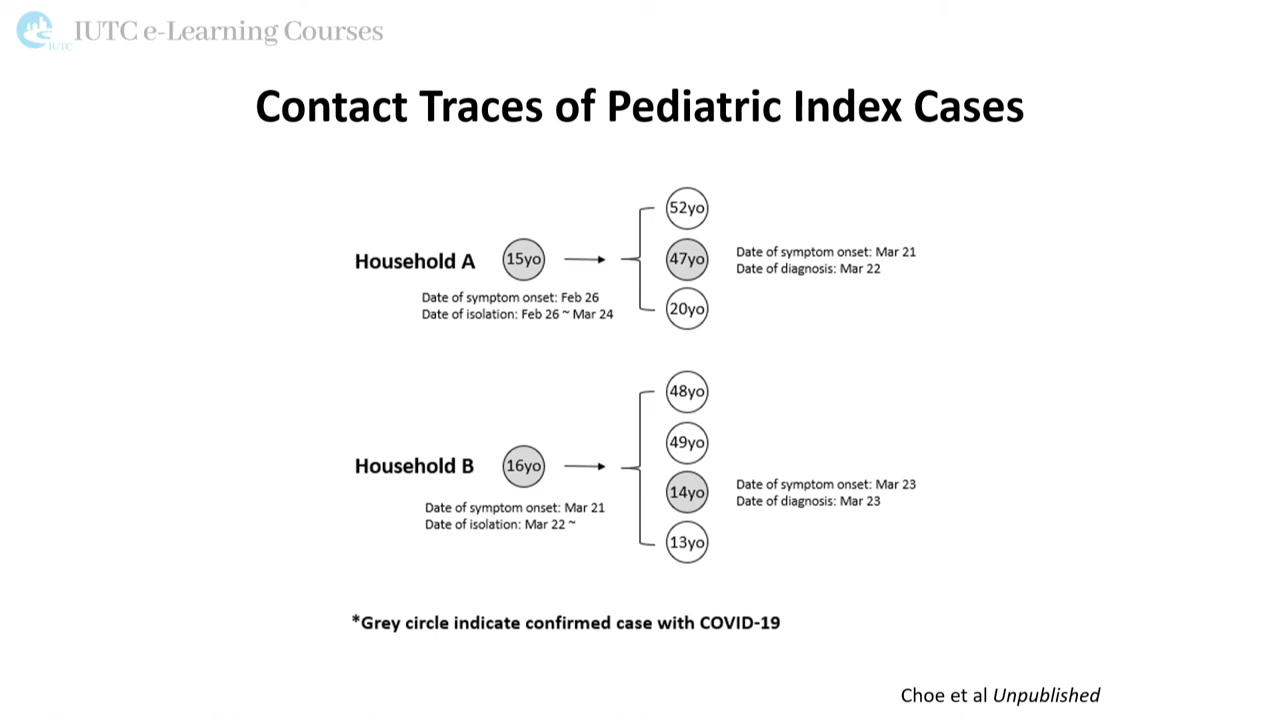 IUTC e-Learning Courses
IUTC
Contact Traces of Pediatric Index Cases
52yo
Household A
15yo
47yo
Date of symptom onset: Mar 21
Date of diagnosis: Mar 22
Date of symptom onset: Feb 26
Date of isolation: Feb 26 ~ Mar 24
20yo
48yo
49yo
Household B
16yo
14yo
Date of symptom onset: Mar 23
Date of diagnosis: Mar 23
Date of symptom onset: Mar 21
Date of isolation: Mar 22 ~
13yo
*Grey circle indicate confirmed case with COVID-19
Choe et al Unpublished